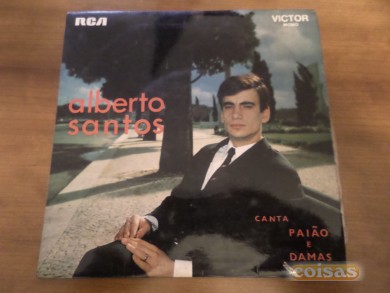 RCA
VICTOR
alberto
santos
CANTA
PAIÃO
E
DAMAS
coisas